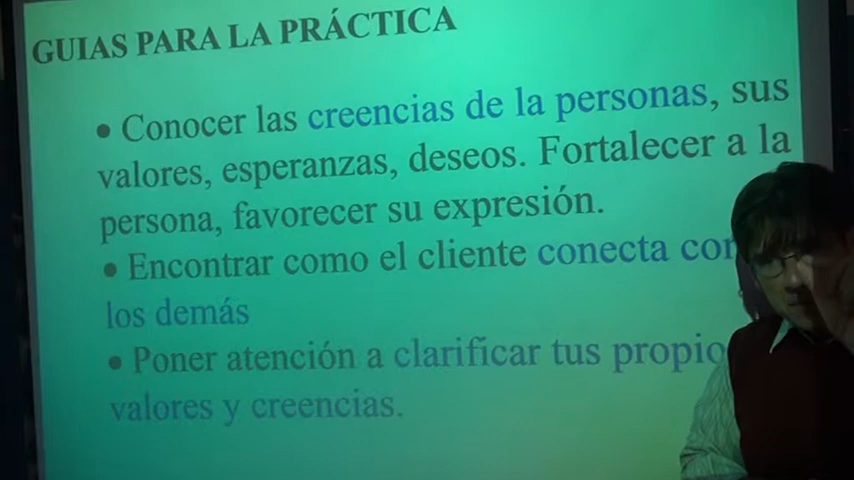 GUIAS PARA LA PRÁCTICA
• Conocer las creencias de la personas, sus
valores, esperanzas, deseos. Fortalecer a la
persona, favorecer su expresión.
• Encontrar como el cliente conecta con
los demás
• Poner atención a clarificar tus propio
valores y creencias.